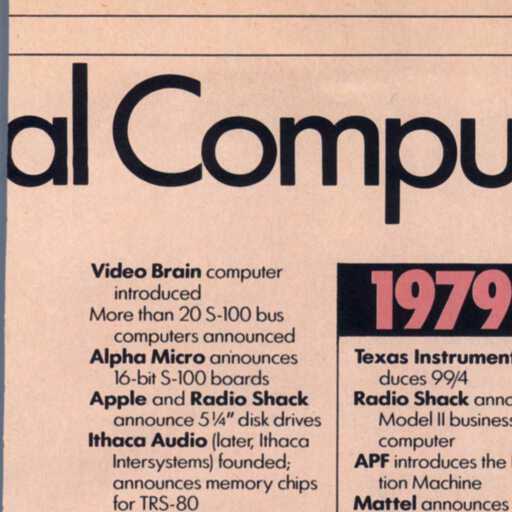 al Compu
Video Brain computer
introduced
More than 20 S-100 bus
computers announced
Alpha Micro announces
16-bit S-100 boards
Apple and Radio Shack
announce 5¼" disk drives
Ithaca Audio (later, Ithaca
Intersystems) founded;
announces memory chips
for TRS-80
1979
Texas Instrument
duces 99/4
Radio Shack anno
Model II business
computer
APF introduces the
tion Machine
Mattel announces